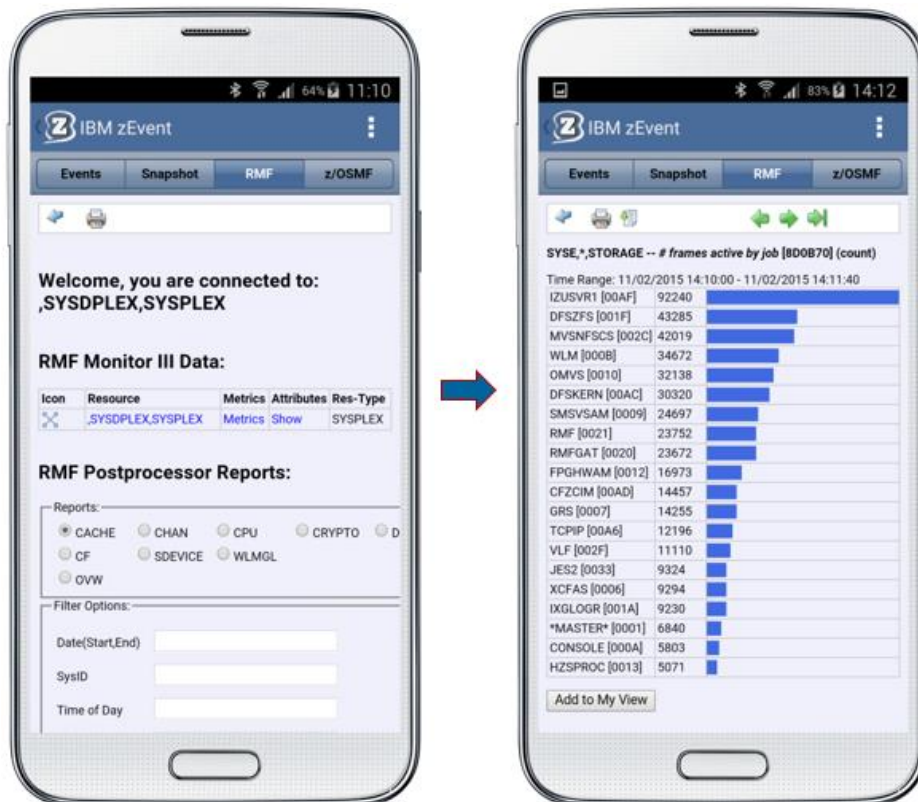 64% 11:10
IBM zEvent
Events Snapshot RMF z/OSMF
Welcome, you are connected to:
,SYSDPLEX,SYSPLEX
RMF Monitor III Data:
Icon Resource Metrics Attributes Res-Type
,SYSDPLEX,SYSPLEX Metrics Show SYSPLEX
RMF Postprocessor Reports:
Reports:
CACHE CHAN CPU CRYPTO D
CF SDEVICE WLMGL
OVW
Filter Options:
Date(Start,End)
SysID
Time of Day
83% 14:12
IBM zEvent
Events Snapshot RMF z/OSMF
SYSE,*,STORAGE -- # frames active by job [8D0B70] (count)
Time Range: 11/02/2015 14:10:00 - 11/02/2015 14:11:40
IZUSVR1 [00AF] 92240
DFSZFS [001F] 43285
MVSNFSCS [002C] 42019
WLM [000B] 34672
OMVS [0010] 32138
DFSKERN [00AC] 30320
SMSVSAM [0009] 24697
RMF [0021] 23752
RMFGAT [0020] 23672
FPGHWAM [0012] 16973
CFZCIM [00AD] 14457
GRS [0007] 14255
TCPIP [00A6] 12196
VLF [002F] 11110
JES2 [0033] 9324
XCFAS [0006] 9294
IXGLOGR [001A] 9230
*MASTER* [0001] 6840
CONSOLE [000A] 5803
HZSPROC [0013] 5071
Add to My View